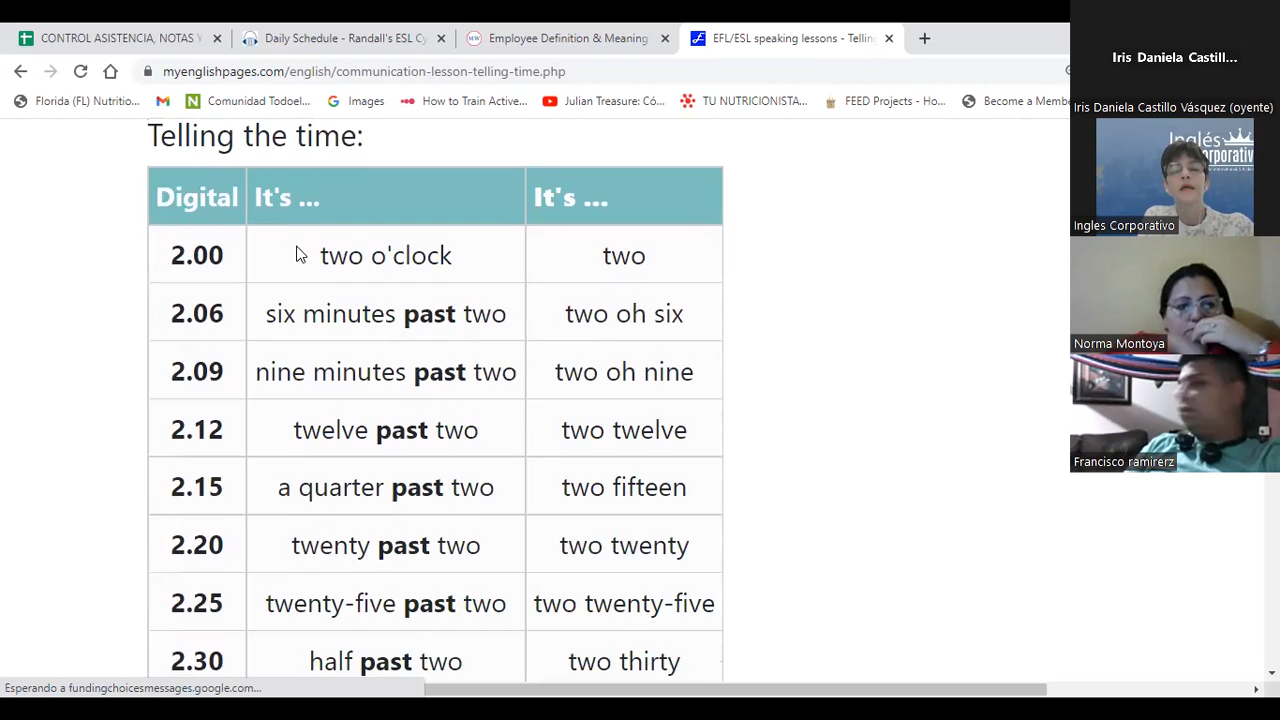 CONTROL ASISTENCIA, NOTAS Y
Daily Schedule - Randall's ESL Cy
Employee Definition & Meaning
EFL/ESL speaking lessons - Tellin
myenglishpages.com/english/communication-lesson-telling-time.php
Florida (FL) Nutritio... Comunidad Todoel... Images How to Train Active... Julian Treasure: Có... TU NUTRICIONISTA... FEED Projects - Ho... Become a Membe
Telling the time:
Digital It's ... It's ...
2.00 two o'clock two
2.06 six minutes past two two oh six
2.09 nine minutes past two two oh nine
2.12 twelve past two two twelve
2.15 a quarter past two two fifteen
2.20 twenty past two two twenty
2.25 twenty-five past two two twenty-five
2.30 half past two two thirty
Esperando a fundingchoicesmessages.google.com...
Iris Daniela Castill...
Iris Daniela Castillo Vásquez (oyente)
Inglés
Corporativo
Ingles Corporativo
Norma Montoya
Francisco ramirerz